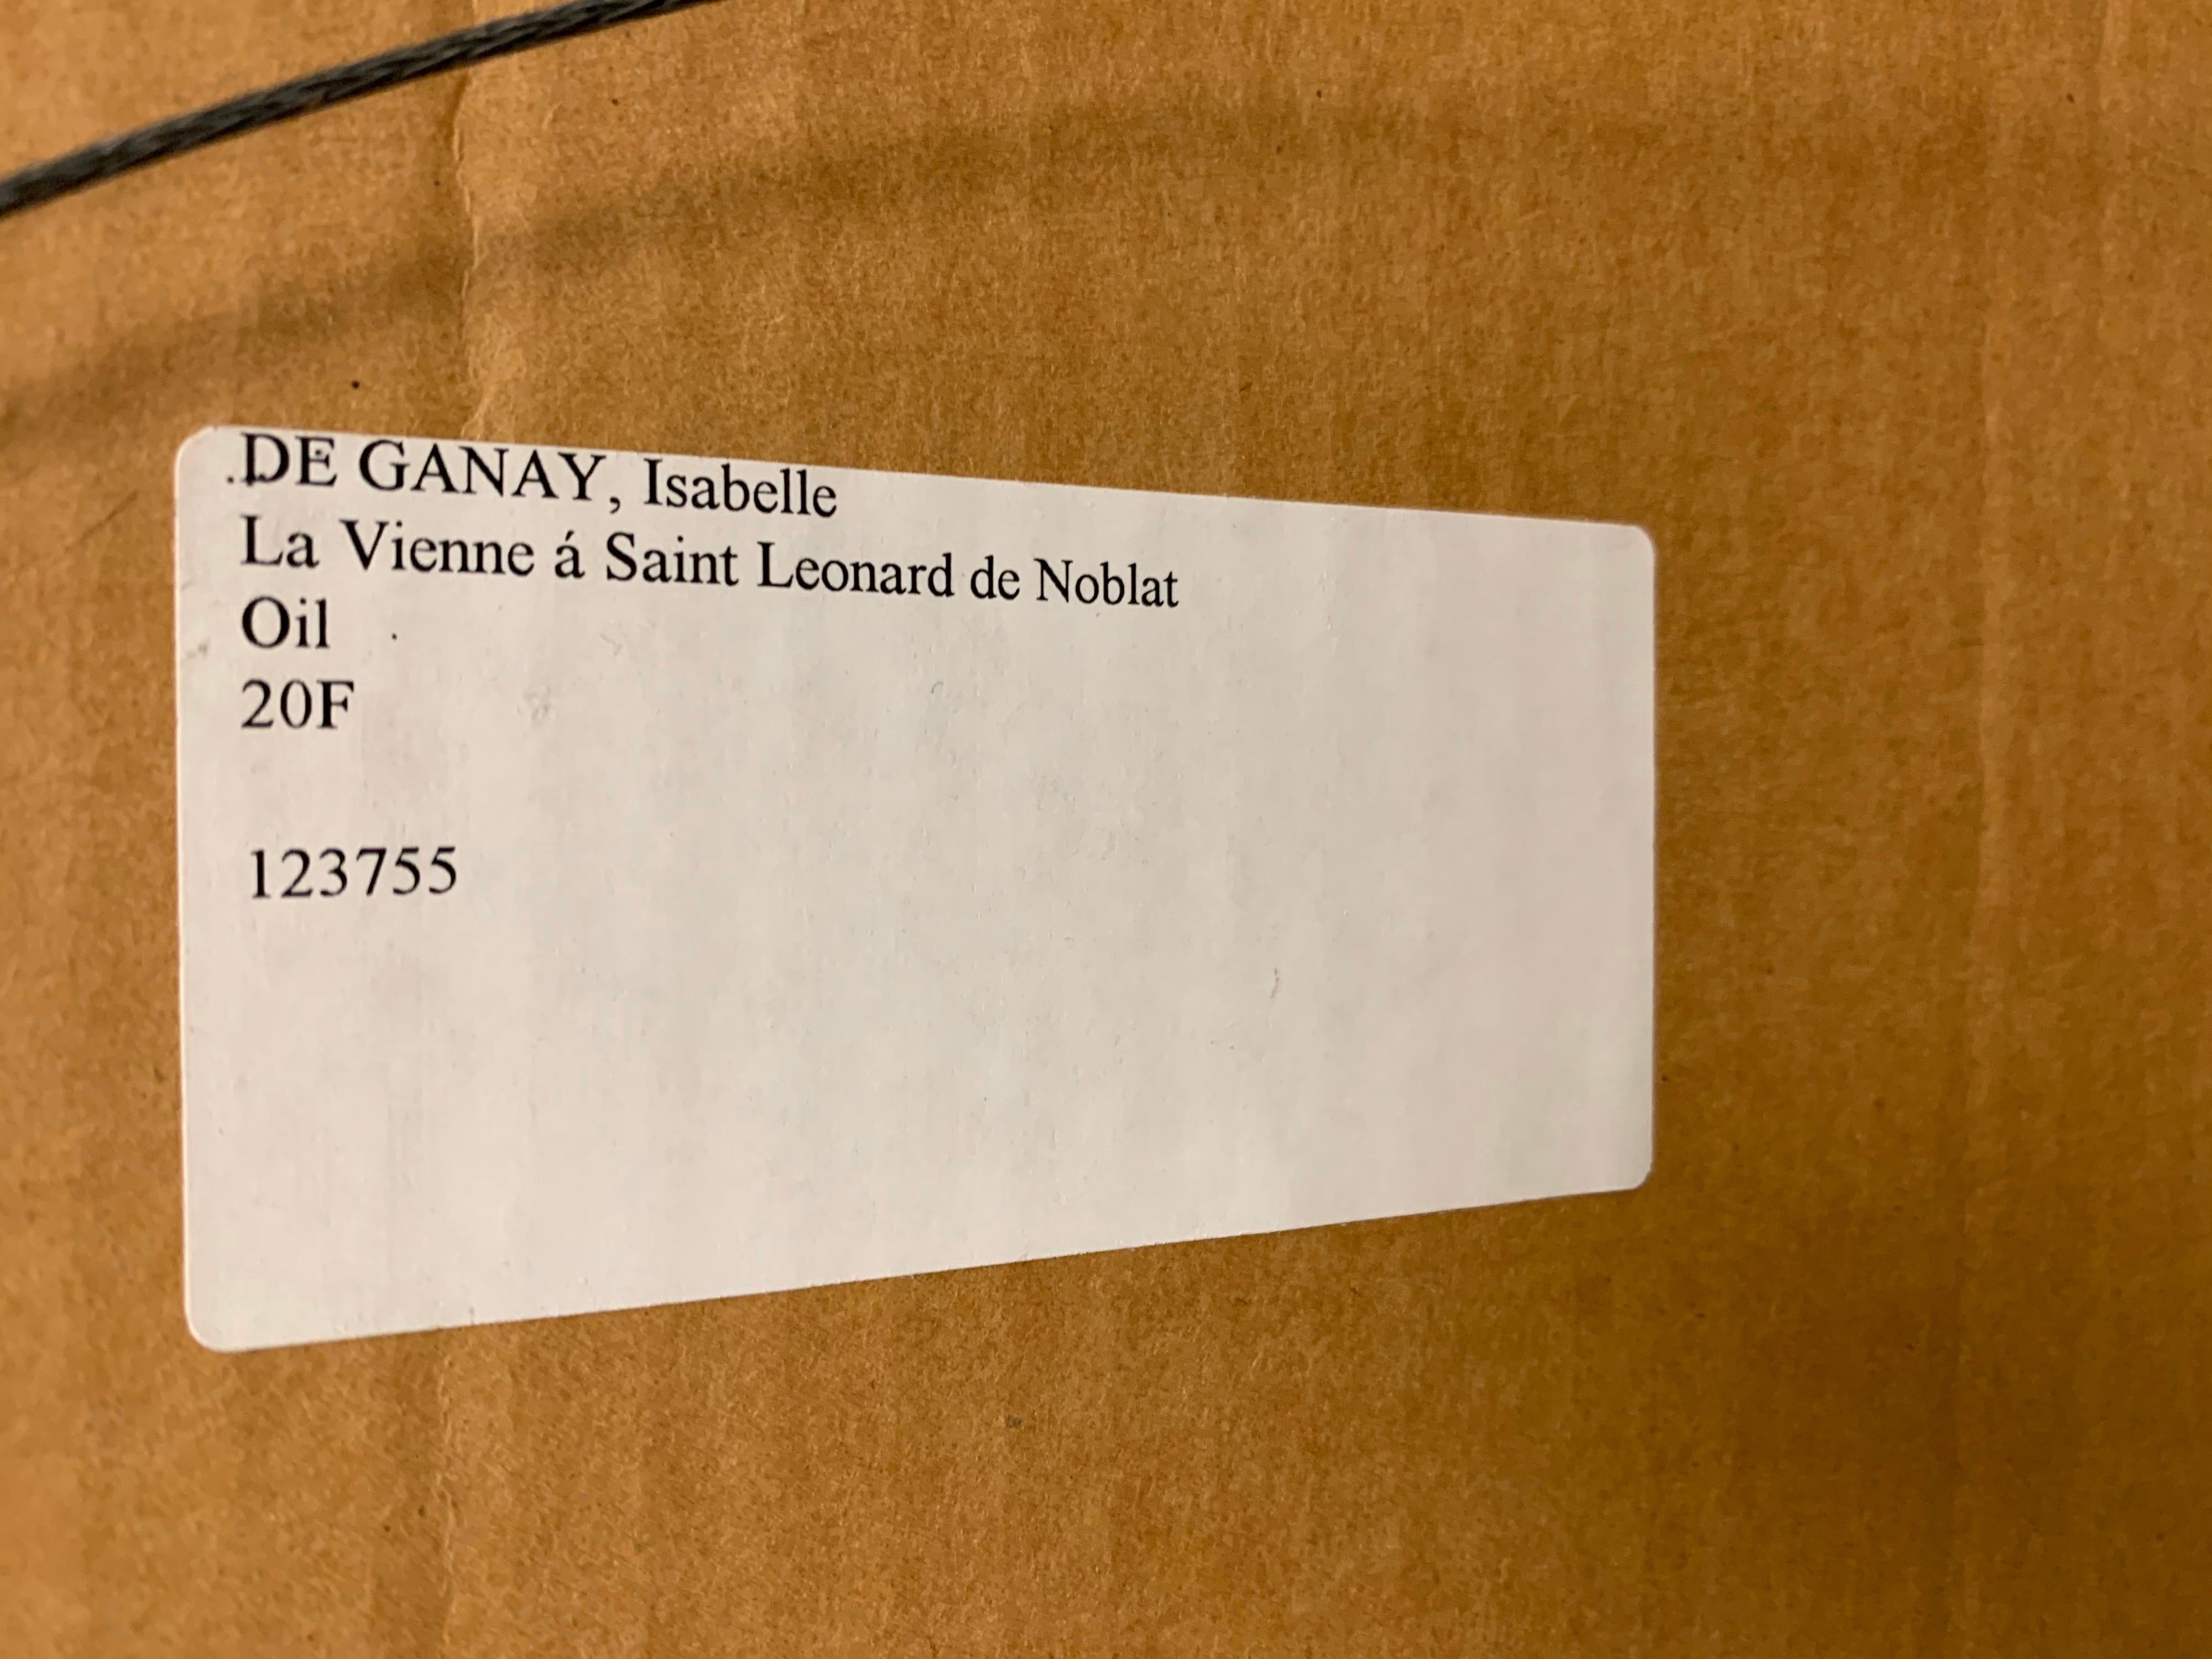 DE GANAY, Isabelle
La Vienne á Saint Leonard de Noblat
Oil
20F
123755